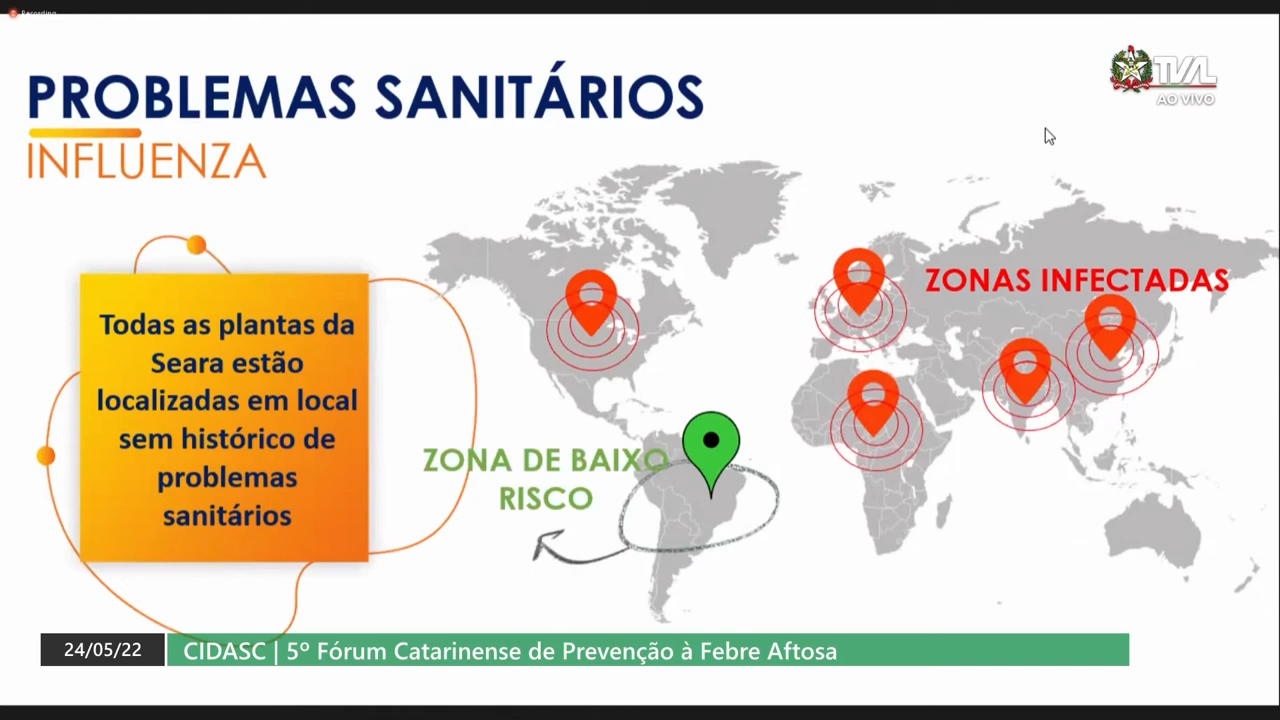 Recording
PROBLEMAS SANITÁRIOS
INFLUENZA
TVAL
AO VIVO
ZONAS INFECTADAS
Todas as plantas da
Seara estão
localizadas em local
sem histórico de
problemas
sanitários
ZONA DE BAIXO
RISCO
24/05/22
CIDASC | 5º Fórum Catarinense de Prevenção à Febre Aftosa